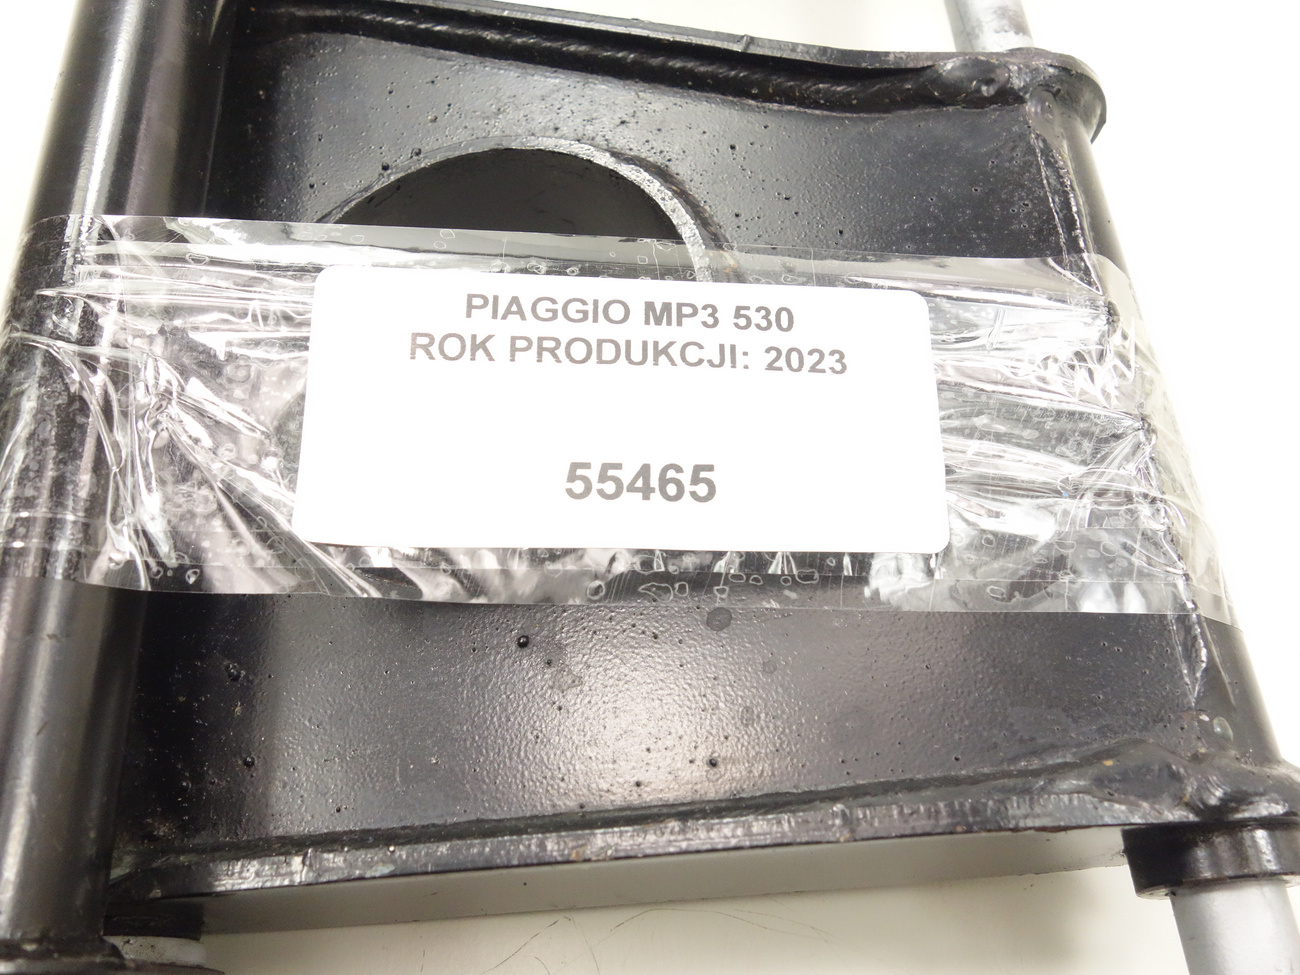 PIAGGIO MP3 530
ROK PRODUKCJI: 2023
55465